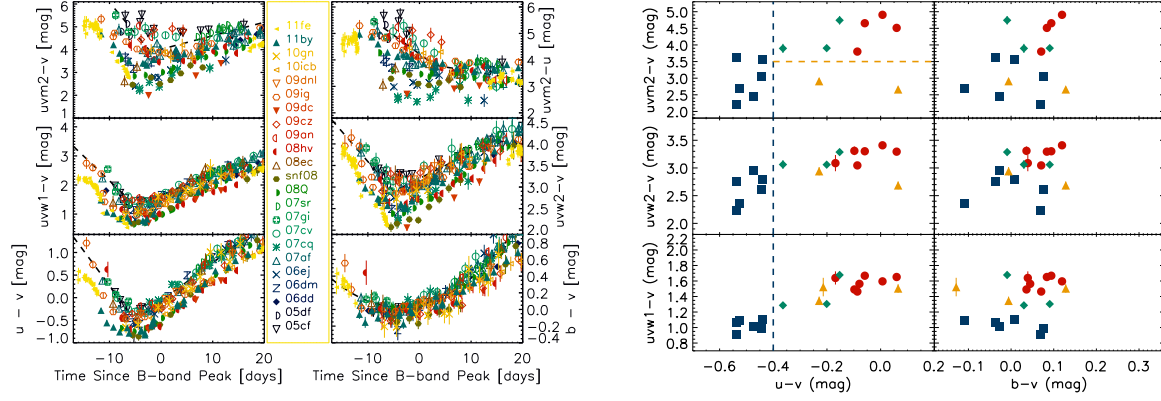 uvm2-v [mag]
6
5
4
3
2
1
uvw1-v [mag]
4
3
2
1
u - v [mag]
1.0
0.5
0.0
-0.5
-1.0
-10
0
10
20
Time Since B-band Peak [days]
11fe
11by
10gn
10icb
09dnl
09ig
09dc
09cz
09an
08hv
08ec
snf08
08Q
07sr
07gi
07cv
07cq
07af
06ej
06dm
06dd
05df
05cf
uvm2-u [mag]
6
5
4
3
2
uvw2-v [mag]
4.5
4.0
3.5
3.0
2.5
2.0
b - v [mag]
0.8
0.6
0.4
0.2
0.0
-0.2
-0.4
-10
0
10
20
Time Since B-band Peak [days]
uvm2-v (mag)
5.0
4.5
4.0
3.5
3.0
2.5
2.0
uvw2-v (mag)
4.0
3.5
3.0
2.5
2.0
uvw1-v (mag)
2.0
1.8
1.6
1.4
1.2
1.0
0.8
-0.6
-0.4
-0.2
0.0
0.2
u-v (mag)
-0.1
0.0
0.1
0.2
0.3
b-v (mag)